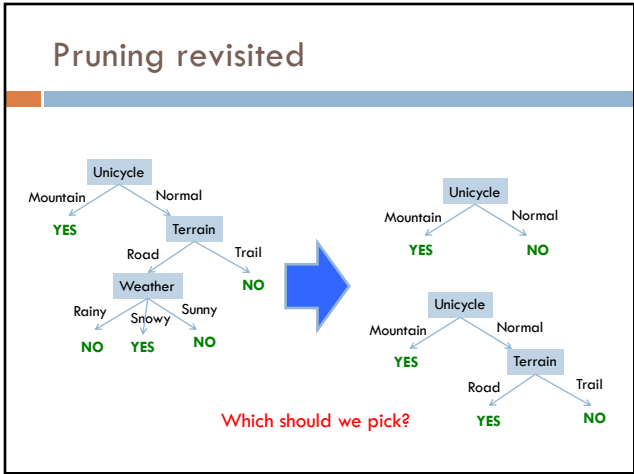 Pruning revisited
Unicycle
Mountain Normal
YES
Terrain
Road Trail
NO
Weather
Rainy Snowy Sunny
NO YES NO
Unicycle
Mountain Normal
YES NO
Unicycle
Mountain Normal
YES
Terrain
Road Trail
YES NO
Which should we pick?